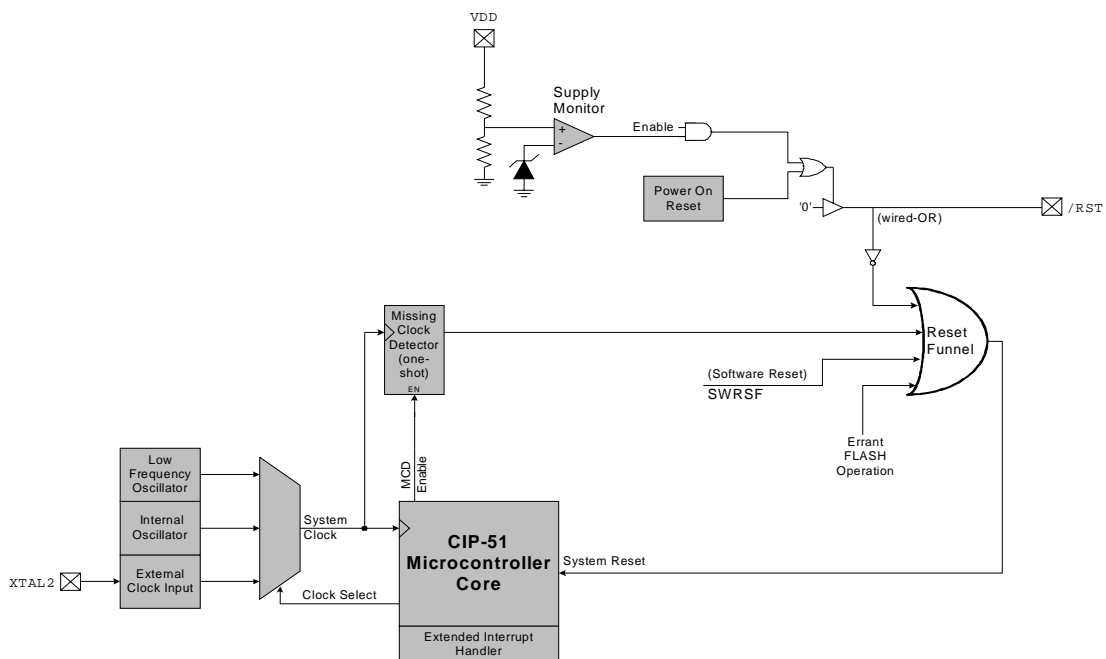 VDD
Supply
Monitor
+
-
Enable
Power On
Reset
'0'
(wired-OR)
/RST
Missing
Clock
Detector
(one-
shot)
EN
Reset
Funnel
(Software Reset)
SWRSF
Errant
FLASH
Operation
MCD
Enable
Low
Frequency
Oscillator
Internal
Oscillator
External
Clock Input
XTAL2
System
Clock
Clock Select
CIP-51
Microcontroller
Core
System Reset
Extended Interrupt
Handler